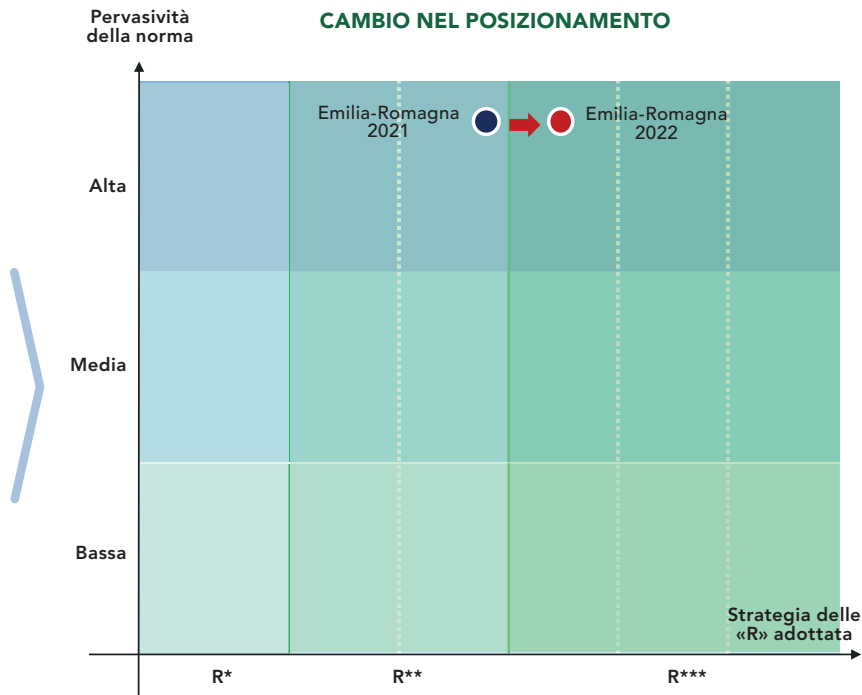 Pervasività
della norma
CAMBIO NEL POSIZIONAMENTO
Emilia-Romagna
2021
Emilia-Romagna
2022
Alta
Media
Bassa
Strategia delle
«R» adottata
R*
R**
R***